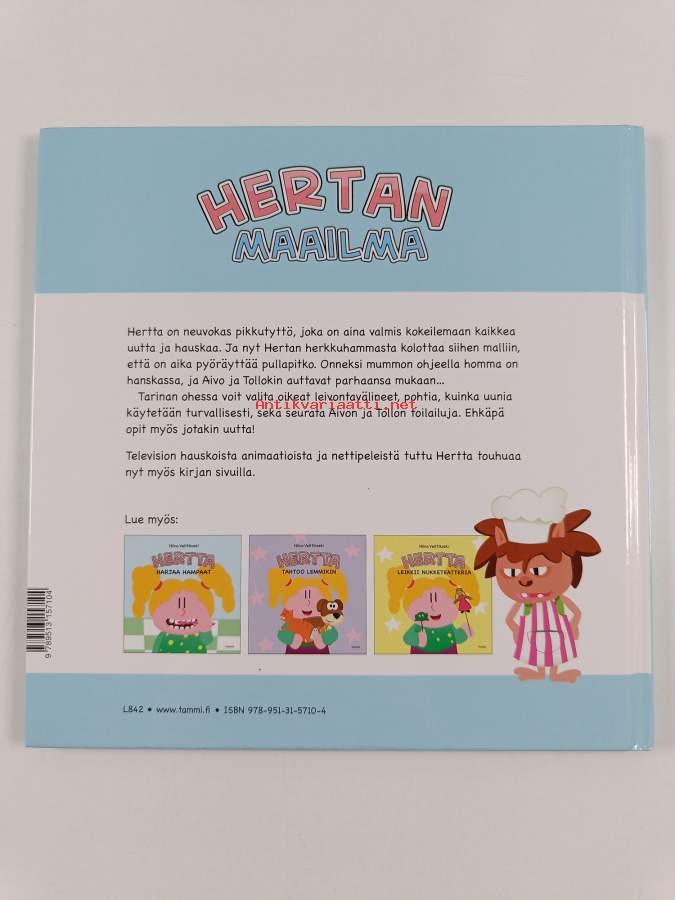 HERTAN
MAAILMA
Hertta on neuvokas pikkutyttö, joka on aina valmis kokeilemaan kaikkea
uutta ja hauskaa. Ja nyt Hertan herkkuhammasta kolottaa siihen malliin,
että on aika pyöräyttää pullapitko. Onneksi mummon ohjeella homma on
hanskassa, ja Aivo ja Tollokin auttavat parhaansa mukaan...
Tarinan ohessa voit valita oikeat leivontavälineet, pohtia, kuinka uunia
Antikvariaatti.net
käytetään turvallisesti, sekä seurata Aivon ja Tollon toilailuja. Ehkäpä
opit myös jotakin uutta!
Television hauskoista animaatioista ja nettipeleistä tuttu Hertta touhuaa
nyt myös kirjan sivuilla.
Lue myös:
HERTTA
HARJAA HAMPAAT
HERTTA
TAHTOO LEMMIKIN
HERTTA
LEIKKII NUKKETEATTERIA
9 789513 157104
L842 • www.tammi.fi • ISBN 978-951-31-5710-4